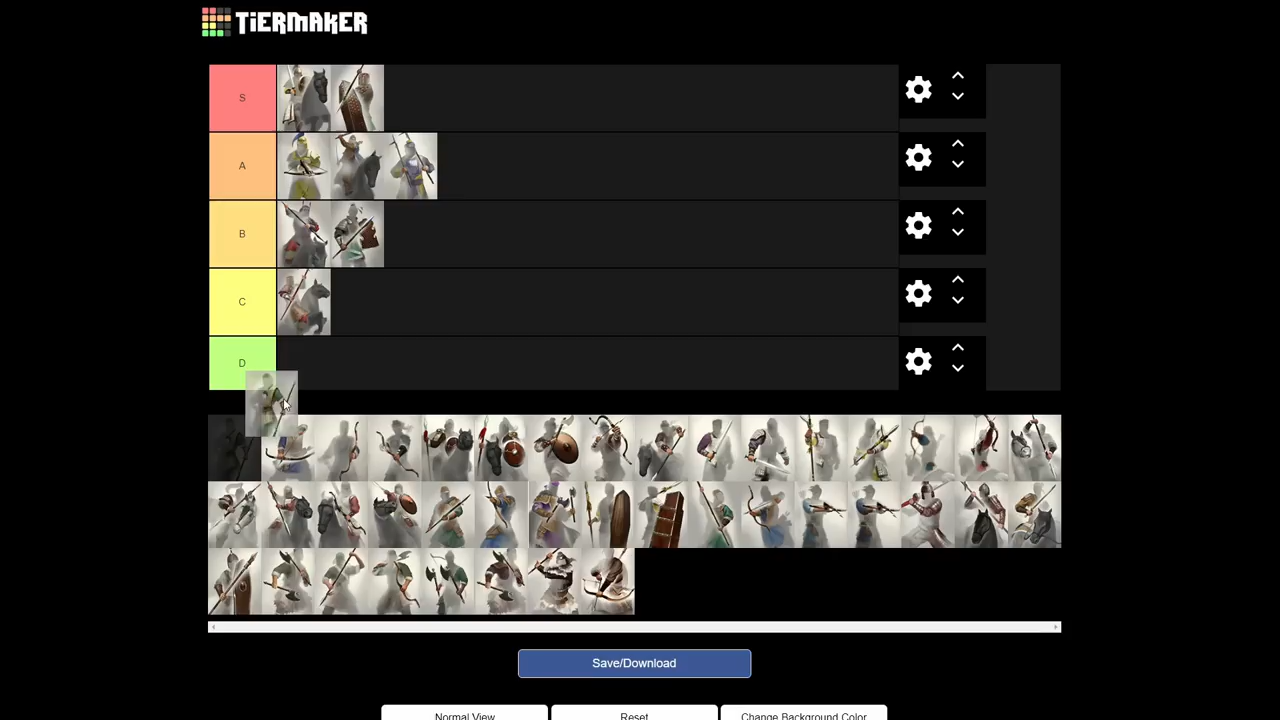 TiERMAKER
S
A
B
C
D
Save/Download
Normal View
Reset
Change Background Color